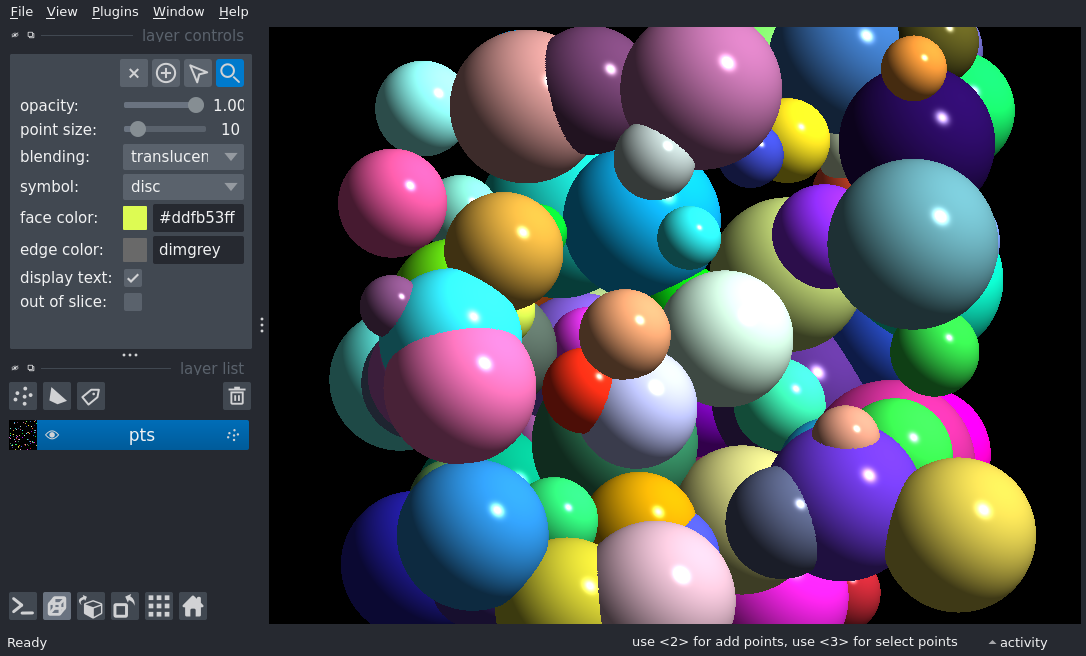 File View Plugins Window Help
layer controls
opacity: 1.00
point size: 10
blending: translucen
symbol: disc
face color: #ddfb53ff
edge color: dimgrey
display text:
out of slice:
layer list
pts
Ready
use <2> for add points, use <3> for select points
activity